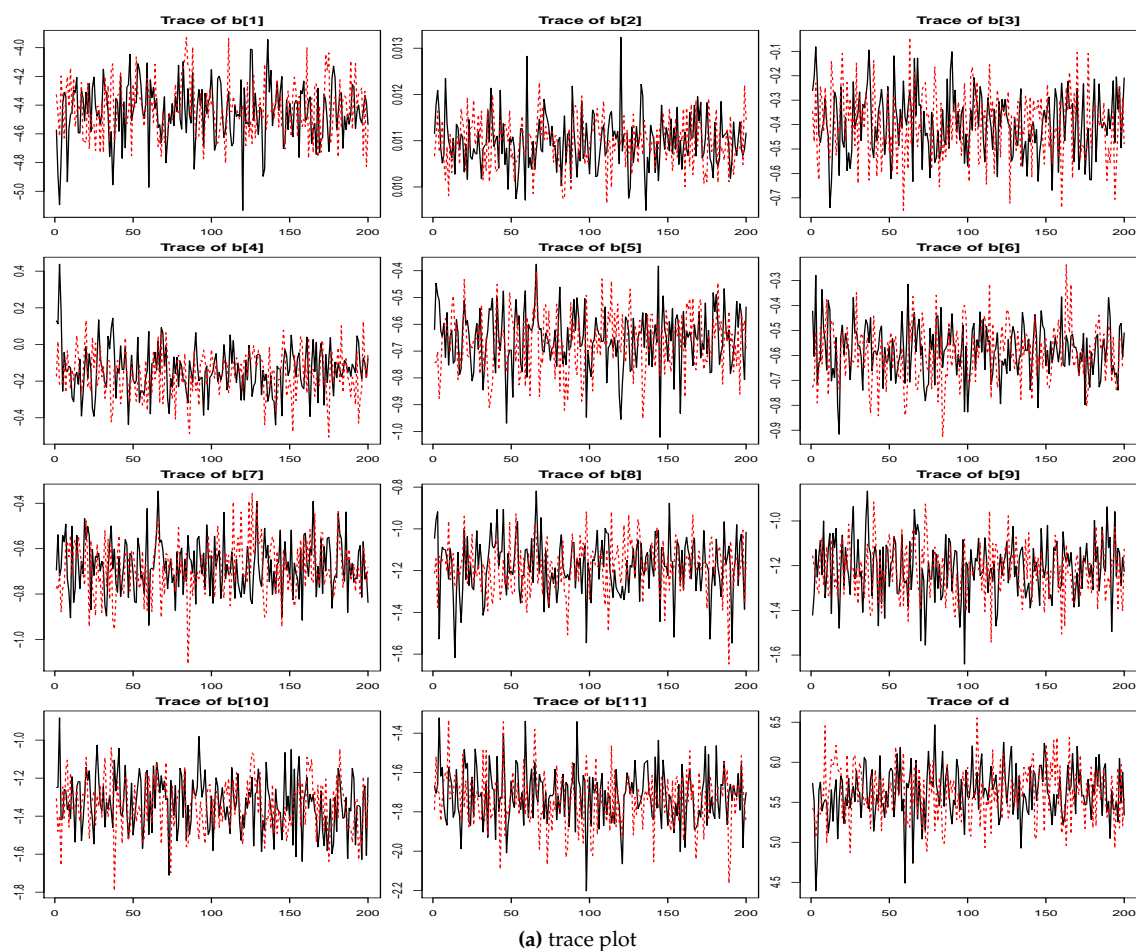 Trace of b[1] Trace of b[2] Trace of b[3]
-4.0 -4.2 -4.4 -4.6 -4.8 -5.0
0.013 0.012 0.011 0.010
-0.1 -0.3 -0.4 -0.5 -0.6 -0.7
0 50 100 150 200 0 50 100 150 200 0 50 100 150 200
Trace of b[4] Trace of b[5] Trace of b[6]
0.4 0.2 0.0 -0.2 -0.4
-0.4 -0.5 -0.6 -0.7 -0.8 -0.9 -1.0
-0.3 -0.5 -0.6 -0.7 -0.8 -0.9
0 50 100 150 200 0 50 100 150 200 0 50 100 150 200
Trace of b[7] Trace of b[8] Trace of b[9]
-0.4 -0.6 -0.8 -1.0
-0.8 -1.0 -1.1 -1.2 -1.3 -1.4 -1.6
-1.0 -1.2 -1.4 -1.6
0 50 100 150 200 0 50 100 150 200 0 50 100 150 200
Trace of b[10] Trace of b[11] Trace of d
-1.0 -1.2 -1.4 -1.6 -1.8
-1.4 -1.6 -1.8 -2.0 -2.2
6.5 6.0 5.5 5.0 4.5
0 50 100 150 200 0 50 100 150 200 0 50 100 150 200
(a) trace plot